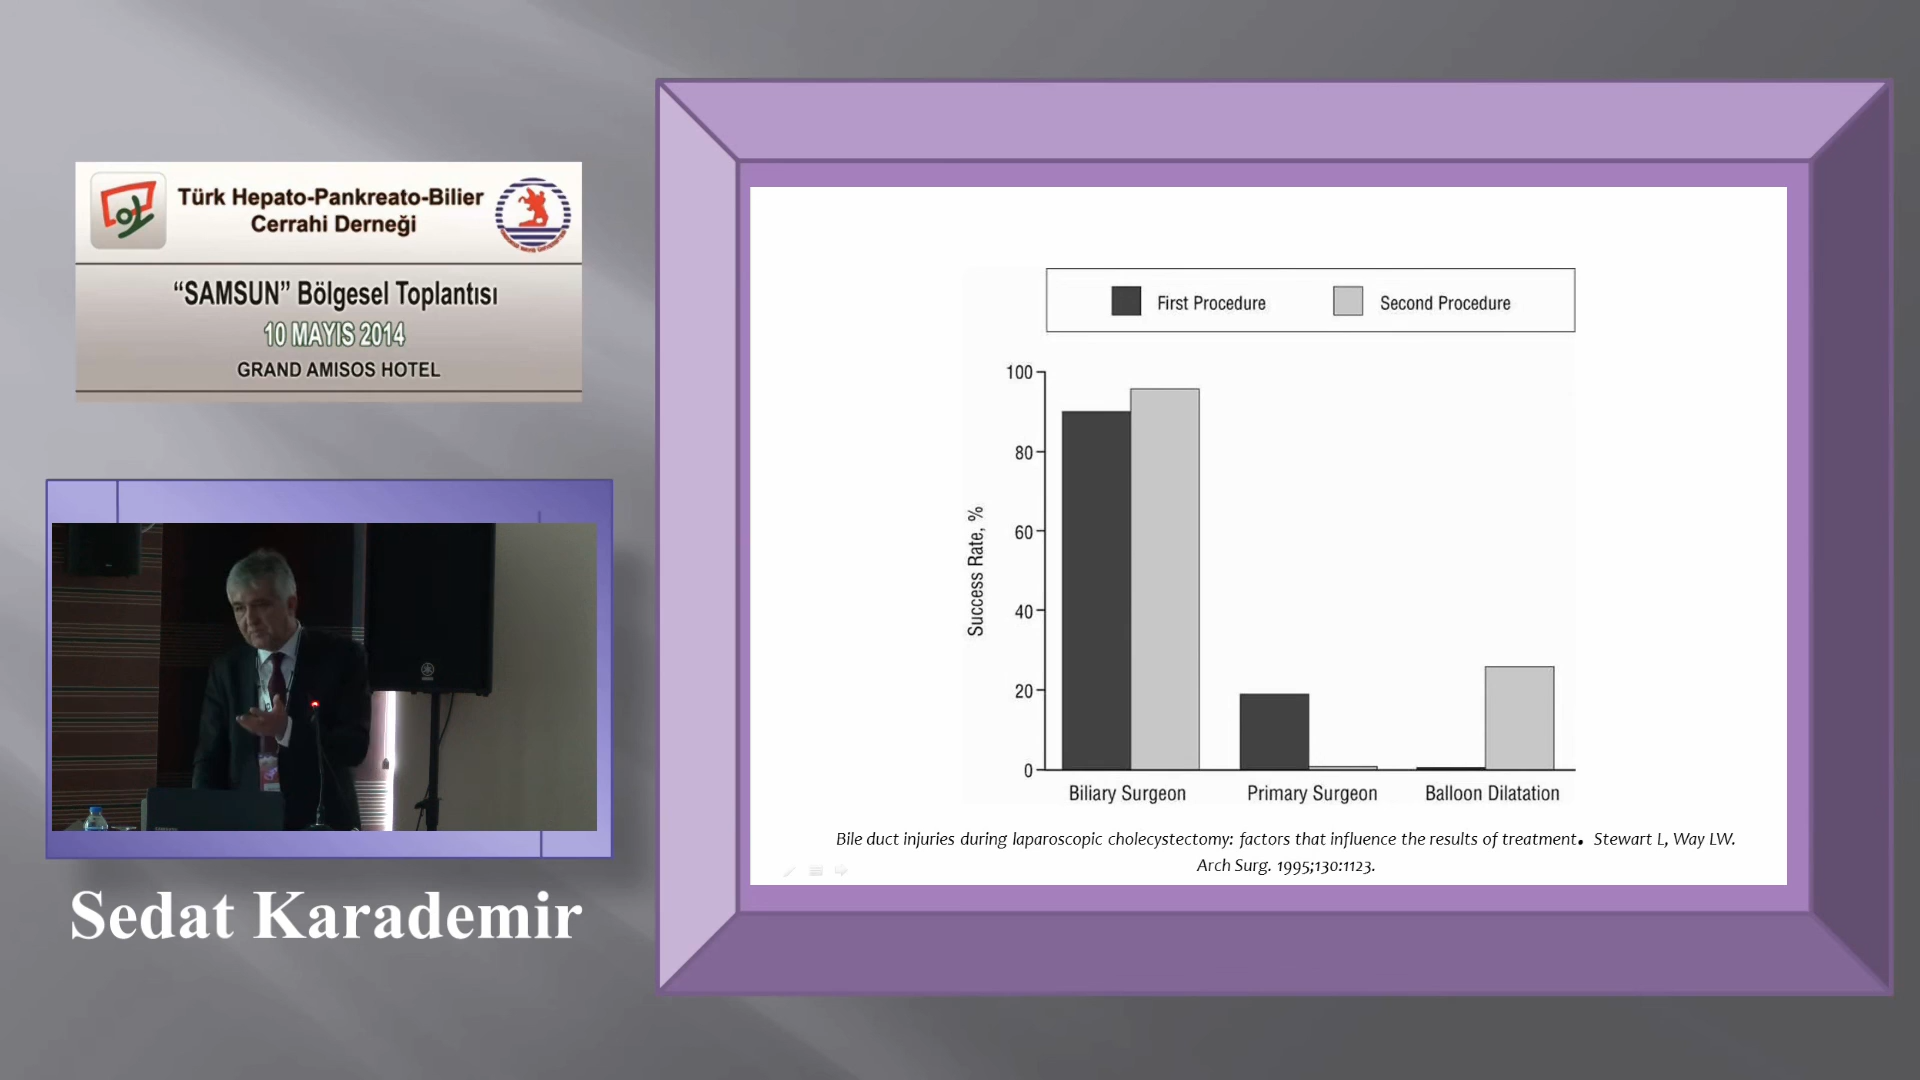 Türk Hepato-Pankreato-Bilier
Cerrahi Derneği
“SAMSUN” Bölgesel Toplantısı
10 MAYIS 2014
GRAND AMISOS HOTEL
Sedat Karademir
First Procedure
Second Procedure
Success Rate, %
100
80
60
40
20
0
Biliary Surgeon
Primary Surgeon
Balloon Dilatation
Bile duct injuries during laparoscopic cholecystectomy: factors that influence the results of treatment. Stewart L, Way LW.
Arch Surg. 1995;130:1123.